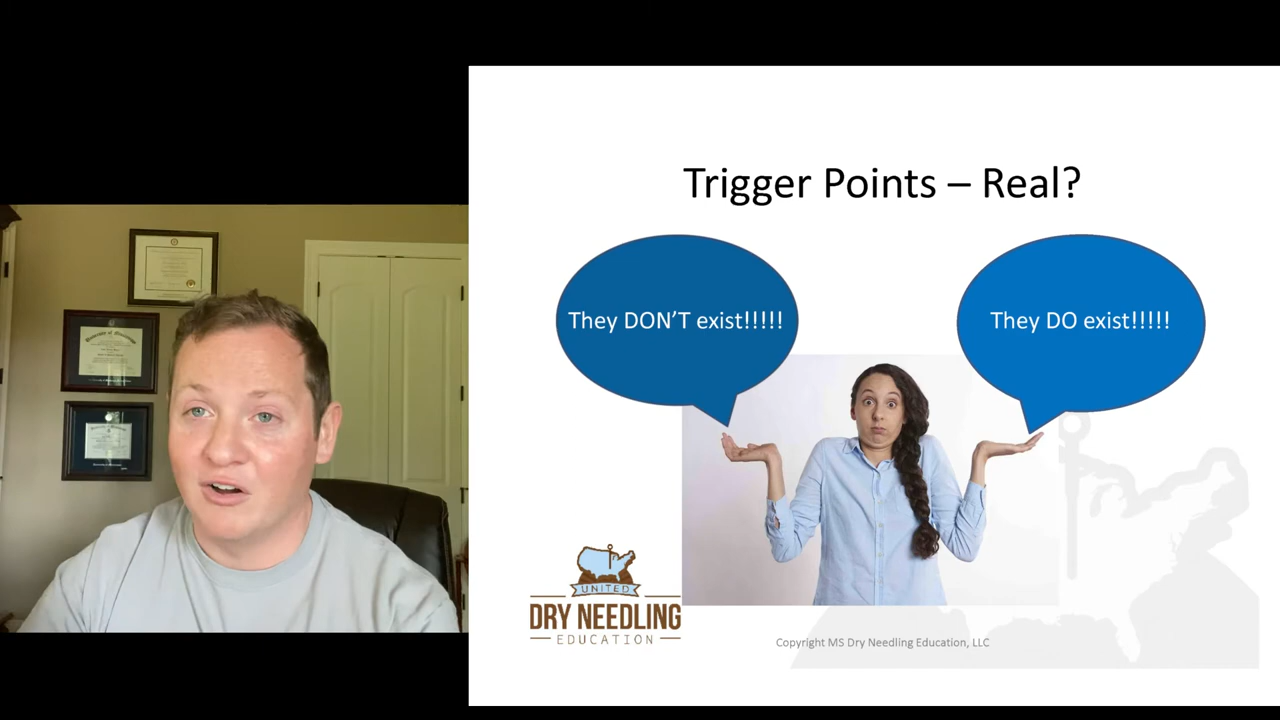 Trigger Points – Real?
They DON’T exist!!!!!
They DO exist!!!!!
UNITED
DRY NEEDLING
EDUCATION
Copyright MS Dry Needling Education, LLC